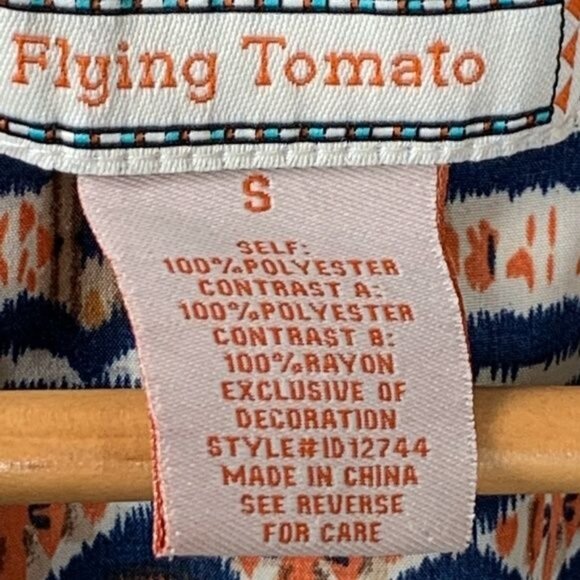 Flying Tomato
S
SELF:
100%POLYESTER
CONTRAST A:
100%POLYESTER
CONTRAST B:
100%RAYON
EXCLUSIVE OF
DECORATION
STYLE#ID12744
MADE IN CHINA
SEE REVERSE
FOR CARE